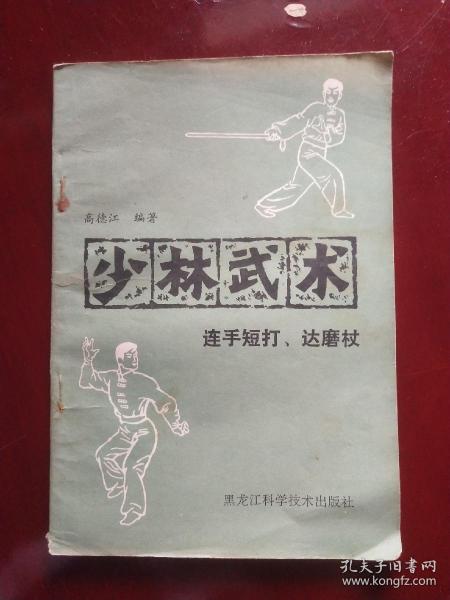 高德江 编著
少林武术
连手短打、达磨杖
黑龙江科学技术出版社
孔夫子旧书网
www.kongfz.com